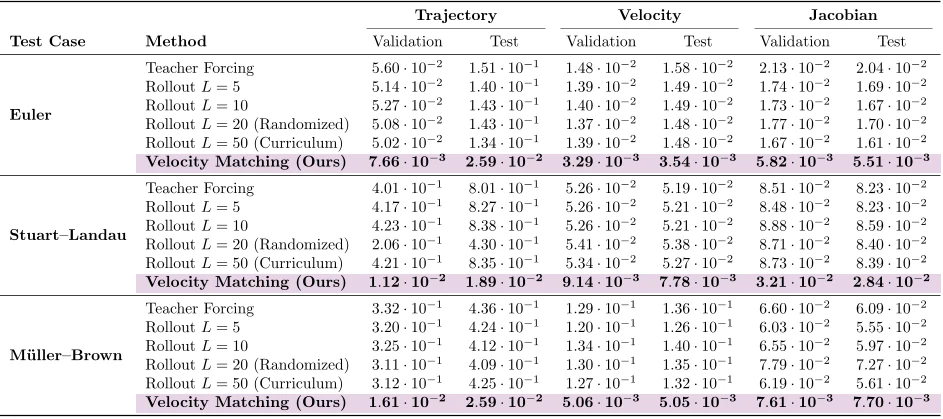 Trajectory Velocity Jacobian
Test Case Method Validation Test Validation Test Validation Test
Teacher Forcing 5.60 · 10⁻² 1.51 · 10⁻¹ 1.48 · 10⁻² 1.58 · 10⁻² 2.13 · 10⁻² 2.04 · 10⁻²
Rollout L = 5 5.14 · 10⁻² 1.40 · 10⁻¹ 1.39 · 10⁻² 1.49 · 10⁻² 1.74 · 10⁻² 1.69 · 10⁻²
Rollout L = 10 5.27 · 10⁻² 1.43 · 10⁻¹ 1.40 · 10⁻² 1.49 · 10⁻² 1.73 · 10⁻² 1.67 · 10⁻²
Euler
Rollout L = 20 (Randomized) 5.08 · 10⁻² 1.43 · 10⁻¹ 1.37 · 10⁻² 1.48 · 10⁻² 1.77 · 10⁻² 1.70 · 10⁻²
Rollout L = 50 (Curriculum) 5.02 · 10⁻² 1.34 · 10⁻¹ 1.39 · 10⁻² 1.48 · 10⁻² 1.67 · 10⁻² 1.61 · 10⁻²
Velocity Matching (Ours) 7.66 · 10⁻³ 2.59 · 10⁻² 3.29 · 10⁻³ 3.54 · 10⁻³ 5.82 · 10⁻³ 5.51 · 10⁻³
Teacher Forcing 4.01 · 10⁻¹ 8.01 · 10⁻¹ 5.26 · 10⁻² 5.19 · 10⁻² 8.51 · 10⁻² 8.23 · 10⁻²
Rollout L = 5 4.17 · 10⁻¹ 8.27 · 10⁻¹ 5.26 · 10⁻² 5.21 · 10⁻² 8.48 · 10⁻² 8.23 · 10⁻²
Rollout L = 10 4.23 · 10⁻¹ 8.38 · 10⁻¹ 5.26 · 10⁻² 5.21 · 10⁻² 8.88 · 10⁻² 8.59 · 10⁻²
Stuart–Landau
Rollout L = 20 (Randomized) 2.06 · 10⁻¹ 4.30 · 10⁻¹ 5.41 · 10⁻² 5.38 · 10⁻² 8.71 · 10⁻² 8.40 · 10⁻²
Rollout L = 50 (Curriculum) 4.21 · 10⁻¹ 8.35 · 10⁻¹ 5.34 · 10⁻² 5.27 · 10⁻² 8.73 · 10⁻² 8.39 · 10⁻²
Velocity Matching (Ours) 1.12 · 10⁻² 1.89 · 10⁻² 9.14 · 10⁻³ 7.78 · 10⁻³ 3.21 · 10⁻² 2.84 · 10⁻²
Teacher Forcing 3.32 · 10⁻¹ 4.36 · 10⁻¹ 1.29 · 10⁻¹ 1.36 · 10⁻¹ 6.60 · 10⁻² 6.09 · 10⁻²
Rollout L = 5 3.20 · 10⁻¹ 4.24 · 10⁻¹ 1.20 · 10⁻¹ 1.26 · 10⁻¹ 6.03 · 10⁻² 5.55 · 10⁻²
Rollout L = 10 3.25 · 10⁻¹ 4.12 · 10⁻¹ 1.34 · 10⁻¹ 1.40 · 10⁻¹ 6.55 · 10⁻² 5.97 · 10⁻²
Müller–Brown
Rollout L = 20 (Randomized) 3.11 · 10⁻¹ 4.09 · 10⁻¹ 1.30 · 10⁻¹ 1.35 · 10⁻¹ 7.79 · 10⁻² 7.27 · 10⁻²
Rollout L = 50 (Curriculum) 3.12 · 10⁻¹ 4.25 · 10⁻¹ 1.27 · 10⁻¹ 1.32 · 10⁻¹ 6.19 · 10⁻² 5.61 · 10⁻²
Velocity Matching (Ours) 1.61 · 10⁻² 2.59 · 10⁻² 5.06 · 10⁻³ 5.05 · 10⁻³ 7.61 · 10⁻³ 7.70 · 10⁻³